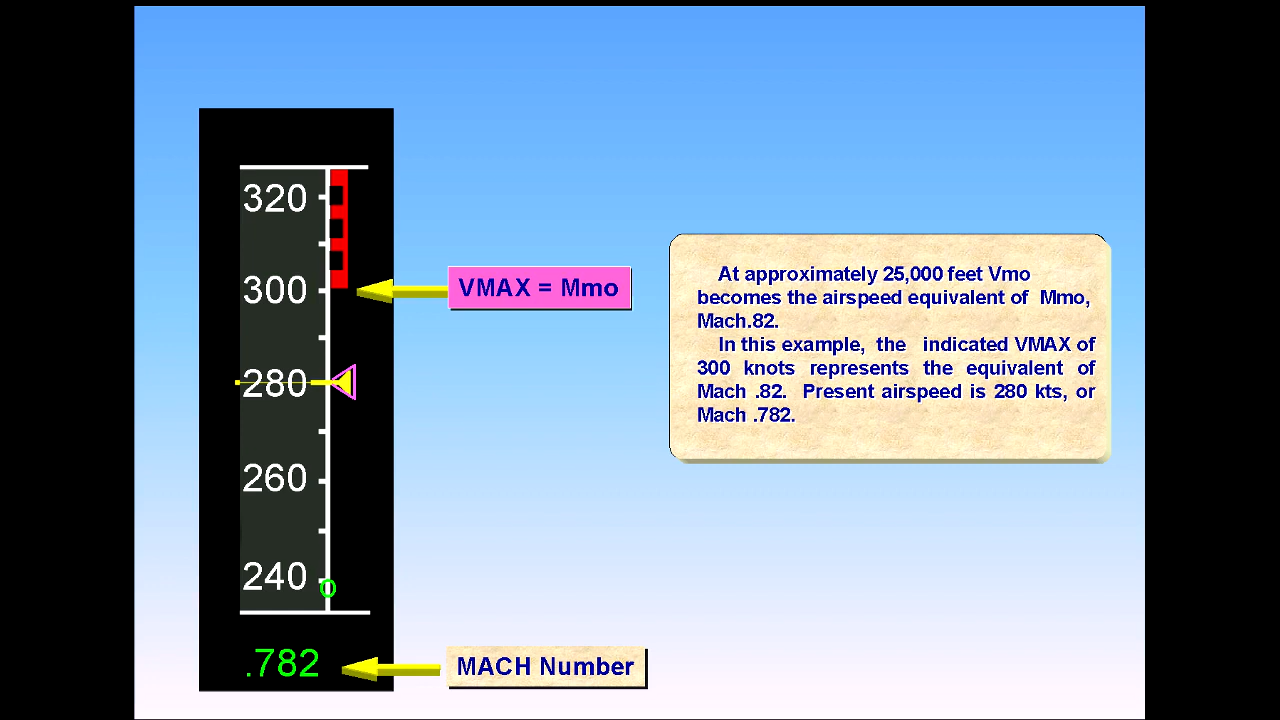 320
300
280
260
240
.782
VMAX = Mmo
MACH Number
At approximately 25,000 feet Vmo
becomes the airspeed equivalent of Mmo,
Mach.82.
In this example, the indicated VMAX of
300 knots represents the equivalent of
Mach .82. Present airspeed is 280 kts, or
Mach .782.